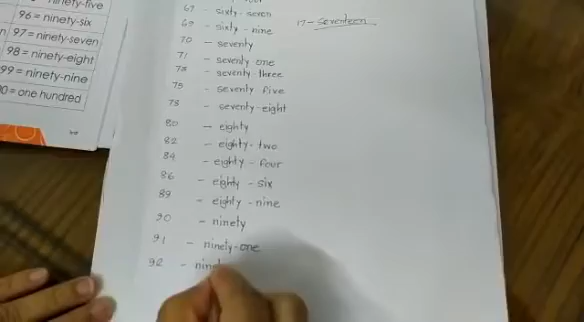 ninety-five
96 = ninety-six
97 = ninety-seven
98 = ninety-eight
99 = ninety-nine
0 = one hundred
67 - sixty-seven
69 - sixty-nine
17 - seventeen
70 - seventy
71 - seventy one
73 - seventy three
75 - seventy five
78 - seventy-eight
80 - eighty
82 - eighty-two
84 - eighty-four
86 - eighty-six
89 - eighty-nine
90 - ninety
91 - ninety-one
92 - ninet